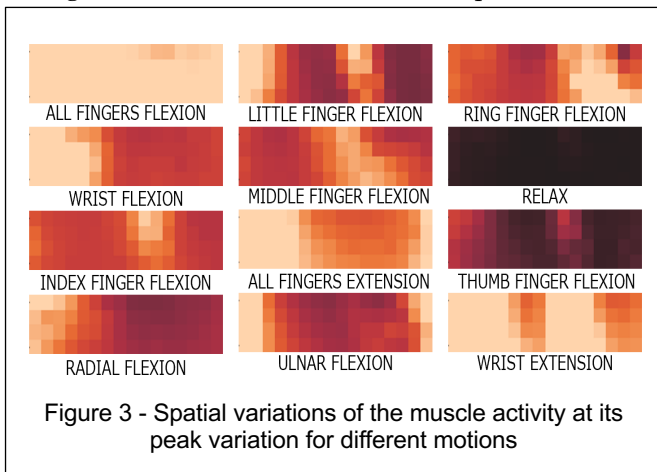 ALL FINGERS FLEXION
LITTLE FINGER FLEXION
RING FINGER FLEXION
WRIST FLEXION
MIDDLE FINGER FLEXION
RELAX
INDEX FINGER FLEXION
ALL FINGERS EXTENSION
THUMB FINGER FLEXION
RADIAL FLEXION
ULNAR FLEXION
WRIST EXTENSION
Figure 3 - Spatial variations of the muscle activity at its
peak variation for different motions